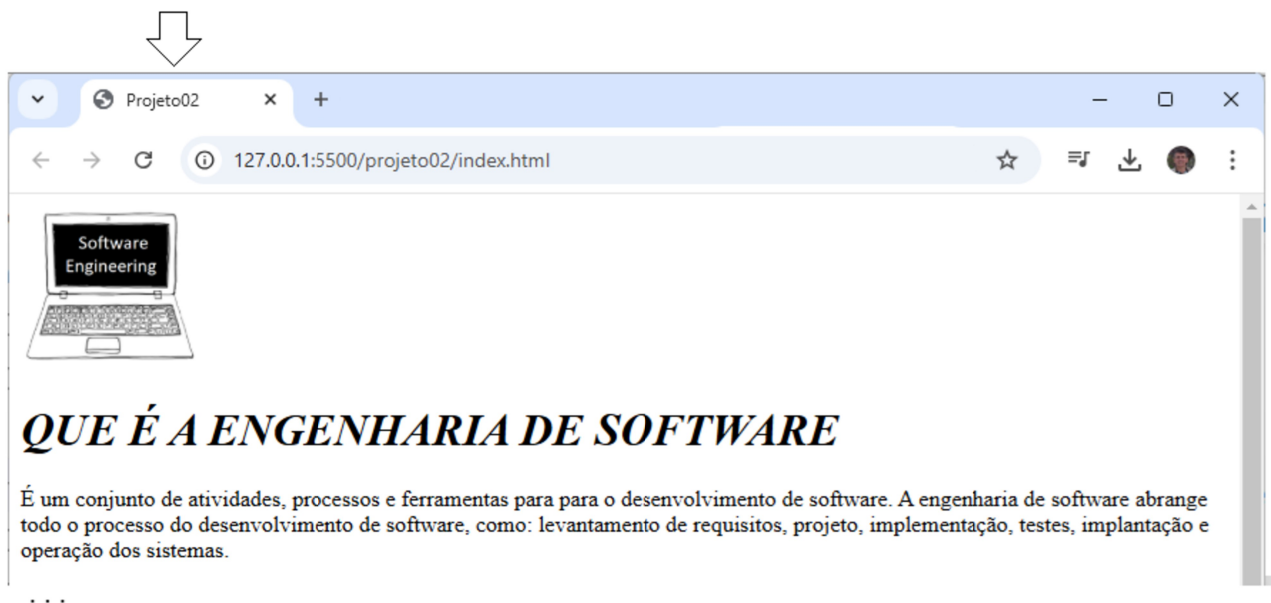 Projeto02
127.0.0.1:5500/projeto02/index.html
Software
Engineering
QUE É A ENGENHARIA DE SOFTWARE
É um conjunto de atividades, processos e ferramentas para para o desenvolvimento de software. A engenharia de software abrange
todo o processo do desenvolvimento de software, como: levantamento de requisitos, projeto, implementação, testes, implantação e
operação dos sistemas.
...